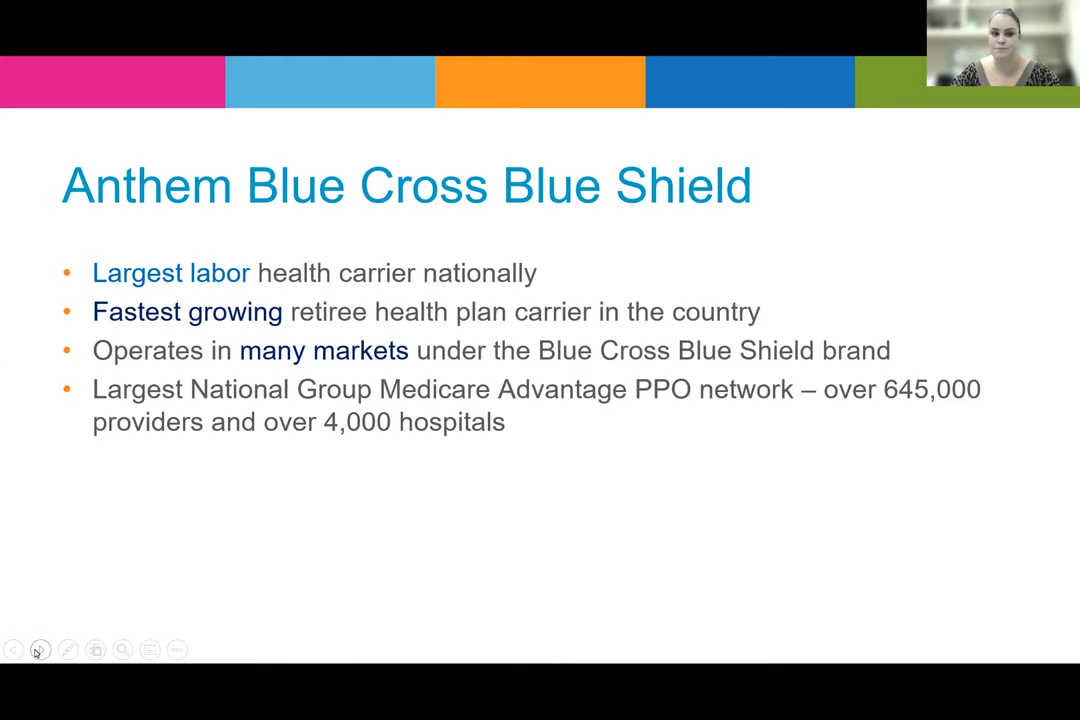 Anthem Blue Cross Blue Shield
• Largest labor health carrier nationally
• Fastest growing retiree health plan carrier in the country
• Operates in many markets under the Blue Cross Blue Shield brand
• Largest National Group Medicare Advantage PPO network – over 645,000
providers and over 4,000 hospitals